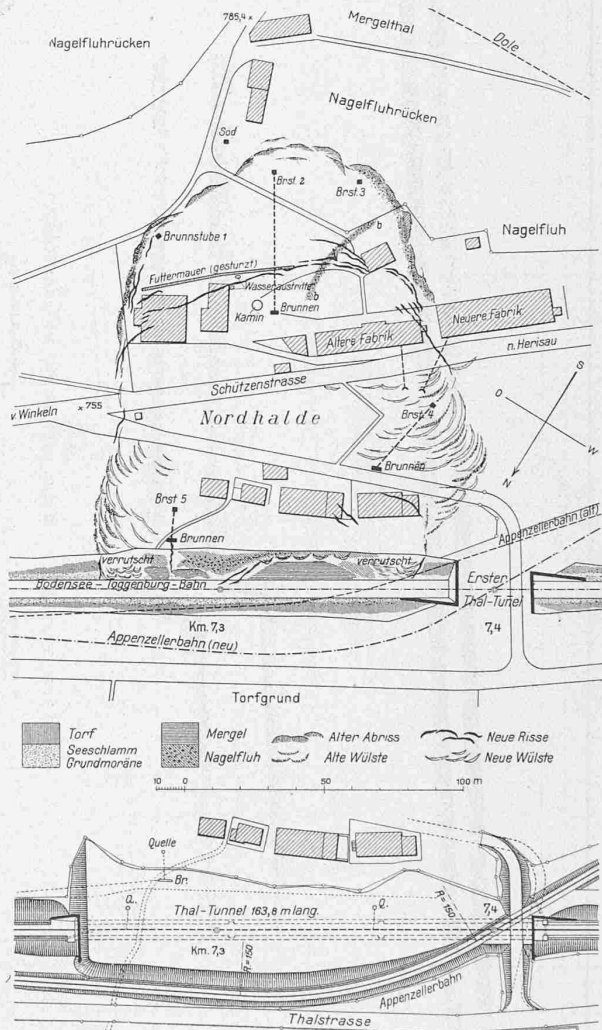 785,4 ×
Mergelthal
Dole
Nagelfluhrücken
Nagelfluhrücken
Sod
Brst. 2
Brst. 3
Nagelfluh
Brunnstube 1
b
Futtermauer (gestürzt)
Wasseraustritte
b
Kamin
Brunnen
Neuere Fabrik
Ältere Fabrik
n. Herisau
Schützenstrasse
S
v. Winkeln
× 755
Nordhalde
Brst. 4
O
W
N
Brunnen
Brst 5
Brunnen
Appenzellerbahn (alt)
verrutscht
verrutscht
Bodensee – Toggenburg – Bahn
Erster
Thal-Tunel
Km. 7,3
7,4
Appenzellerbahn (neu)
Torfgrund
Torf
Mergel
Alter Abriss
Neue Risse
Seeschlamm
Grundmoräne
Nagelfluh
Alte Wülste
Neue Wülste
10 0 50 100 m
Quelle
Br.
Q.
Q.
Thal-Tunnel 163,8 m lang.
R=150
7,4
Km. 7,3
R=150
Appenzellerbahn
Thalstrasse